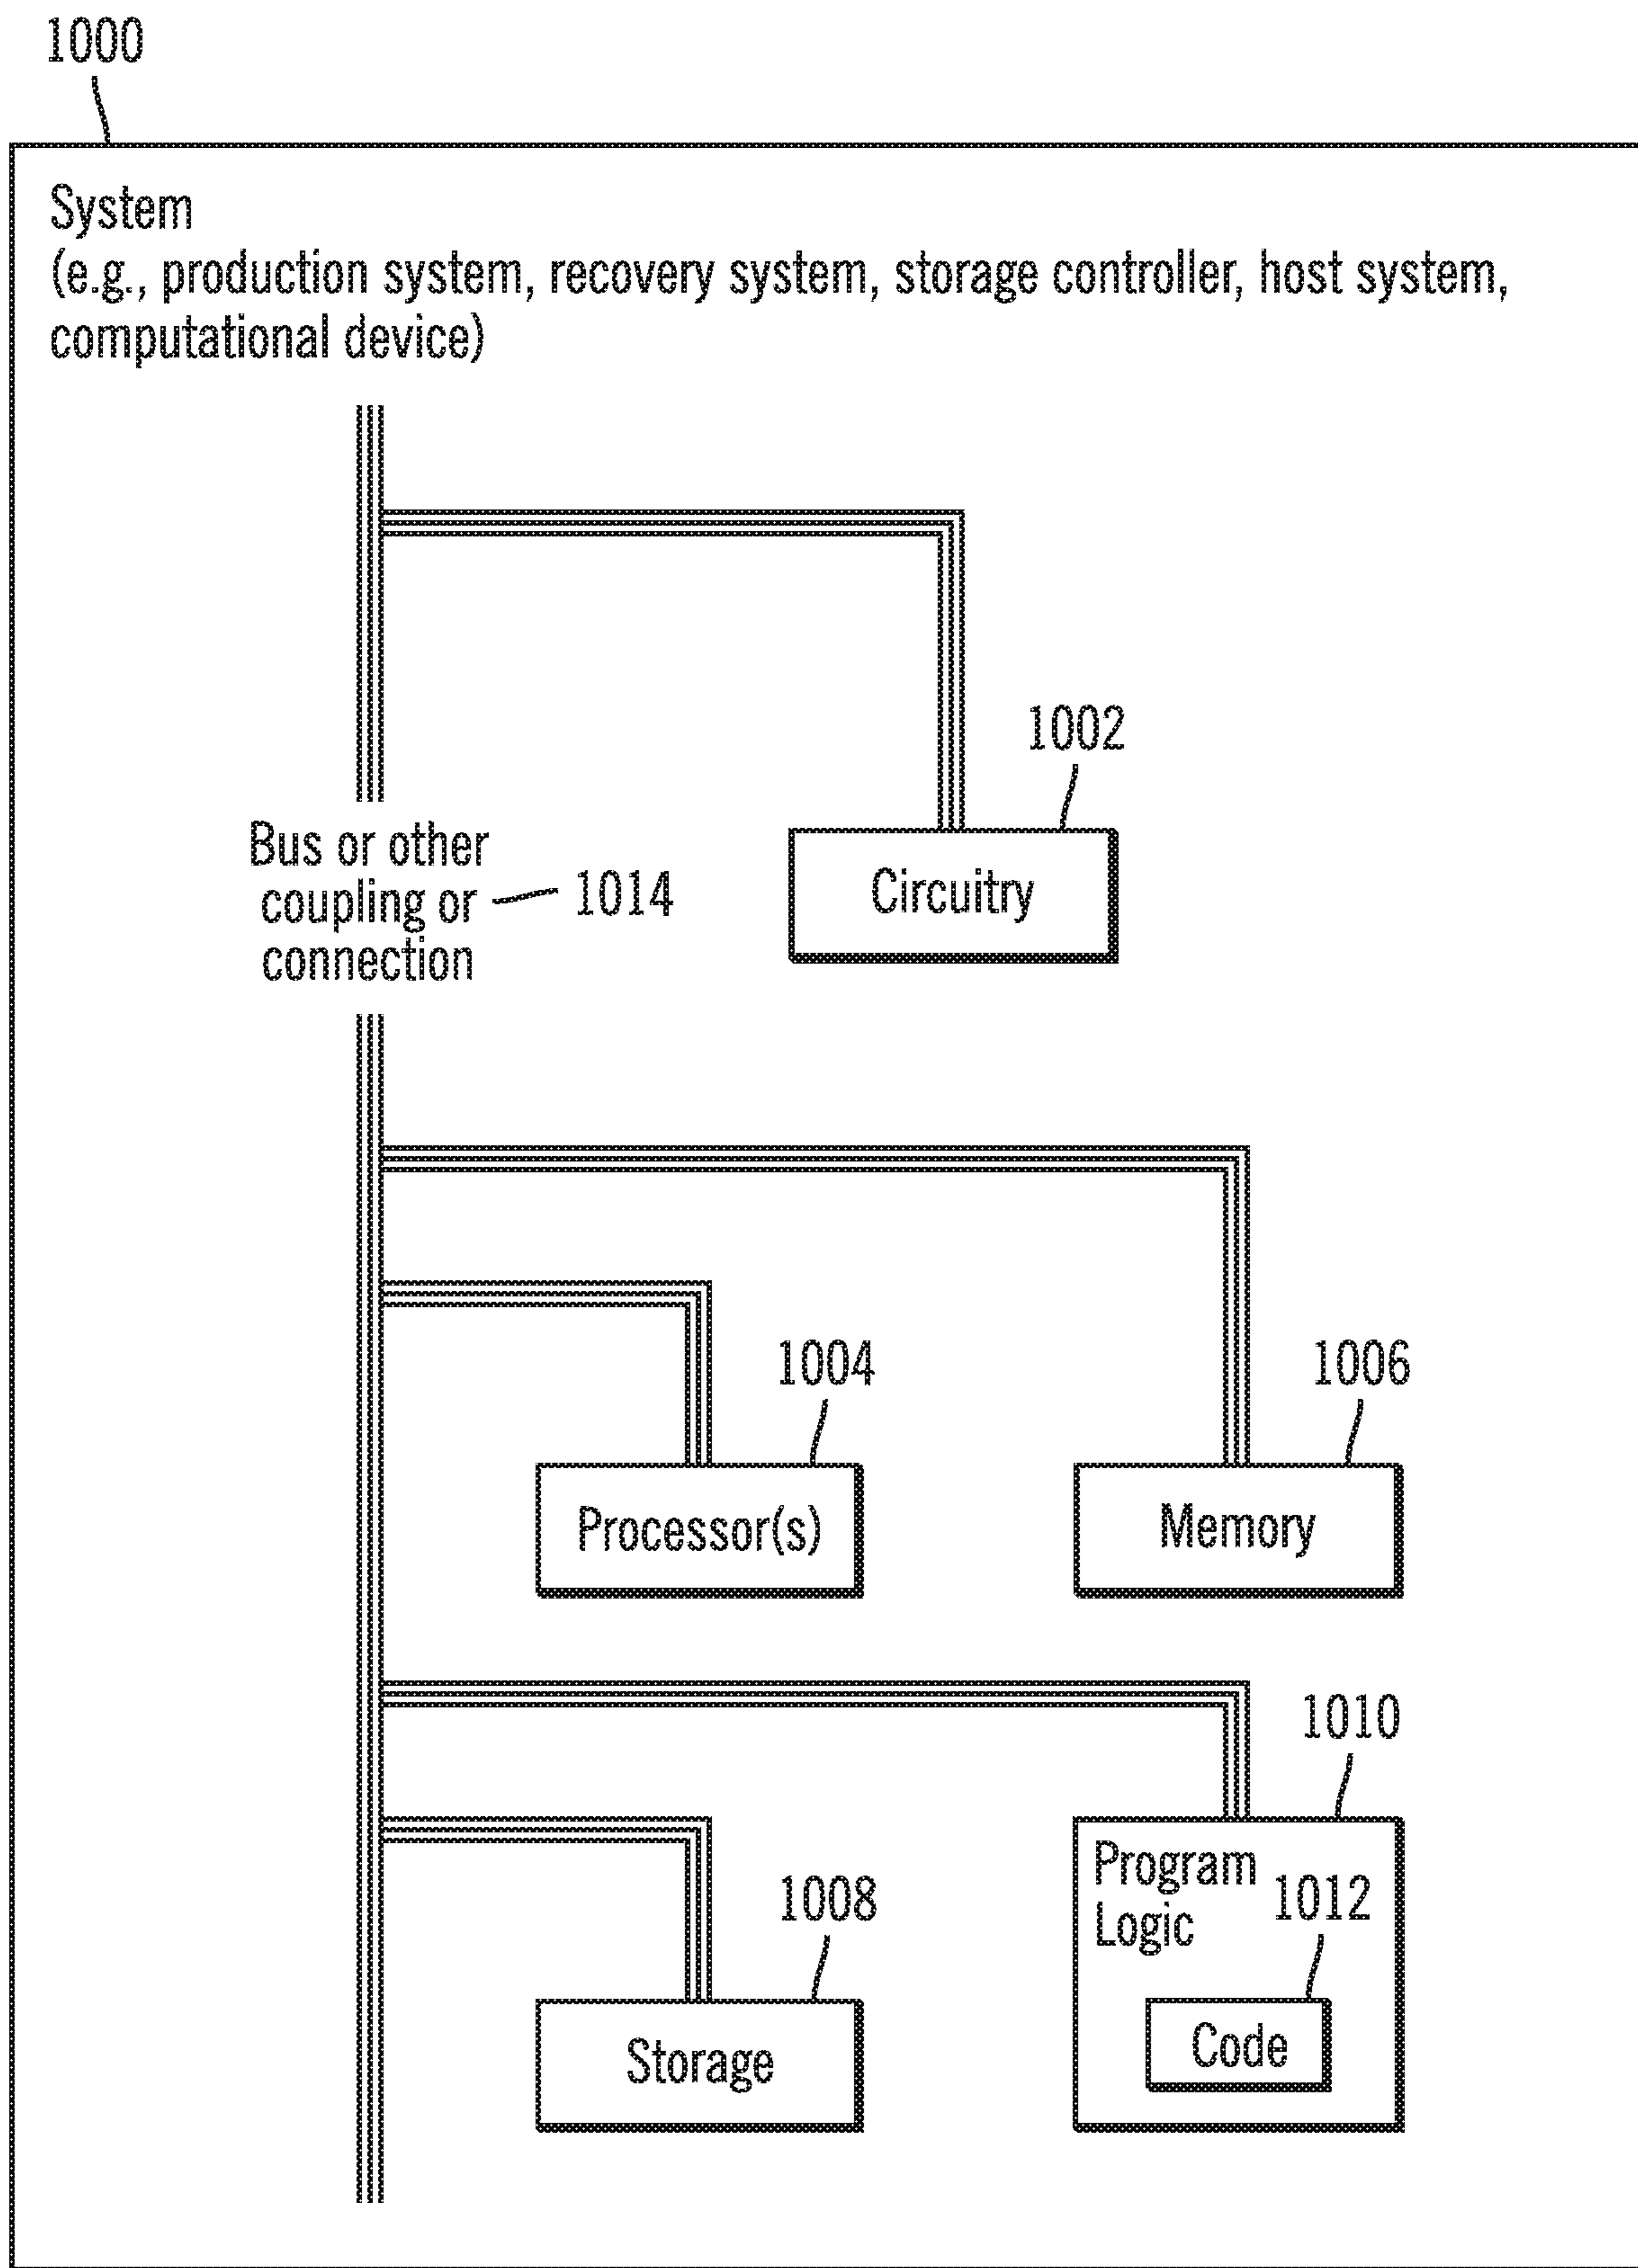 1000
System
(e.g., production system, recovery system, storage controller, host system,
computational device)
1002
Bus or other
coupling or
connection
1014
Circuitry
1004
1006
Processor(s)
Memory
1010
Program
Logic
1008
1012
Storage
Code